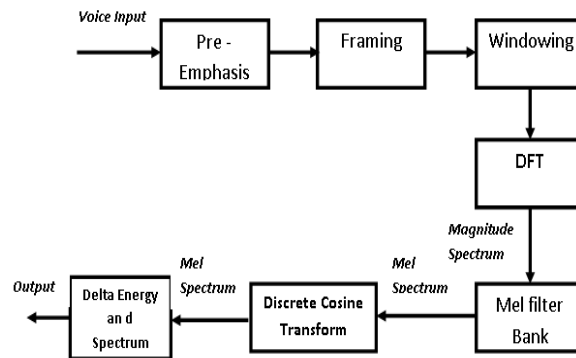 Voice Input
Pre -
Emphasis
Framing
Windowing
DFT
Magnitude
Spectrum
Mel filter
Bank
Mel
Spectrum
Discrete Cosine
Transform
Mel
Spectrum
Delta Energy
an d
Spectrum
Output